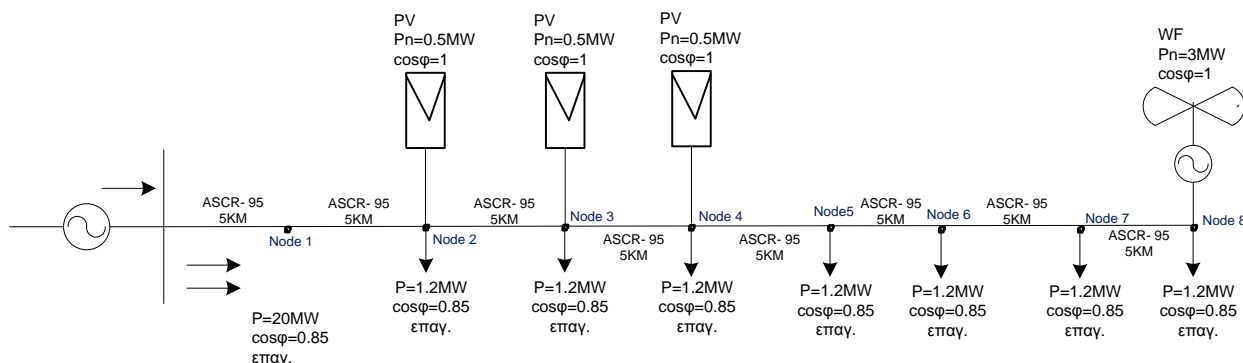 PV
Pn=0.5MW
cosφ=1
PV
Pn=0.5MW
cosφ=1
PV
Pn=0.5MW
cosφ=1
WF
Pn=3MW
cosφ=1
ASCR- 95
5KM
ASCR- 95
5KM
ASCR- 95
5KM
ASCR- 95
5KM
ASCR- 95
5KM
ASCR- 95
5KM
ASCR- 95
5KM
ASCR- 95
5KM
Node 1
Node 2
Node 3
Node 4
Node5
Node 6
Node 7
Node 8
P=20MW
cosφ=0.85
επαγ.
P=1.2MW
cosφ=0.85
επαγ.
P=1.2MW
cosφ=0.85
επαγ.
P=1.2MW
cosφ=0.85
επαγ.
P=1.2MW
cosφ=0.85
επαγ.
P=1.2MW
cosφ=0.85
επαγ.
P=1.2MW
cosφ=0.85
επαγ.
P=1.2MW
cosφ=0.85
επαγ.